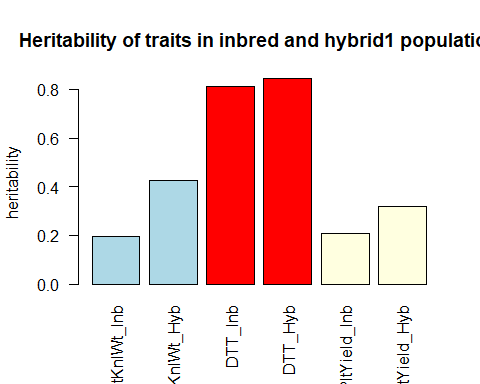 Heritability of traits in inbred and hybrid1 populatio
heritability
0.8
0.6
0.4
0.2
0.0
tKnlWt_Inb
KnlWt_Hyb
DTT_Inb
DTT_Hyb
PltYield_Inb
tYield_Hyb